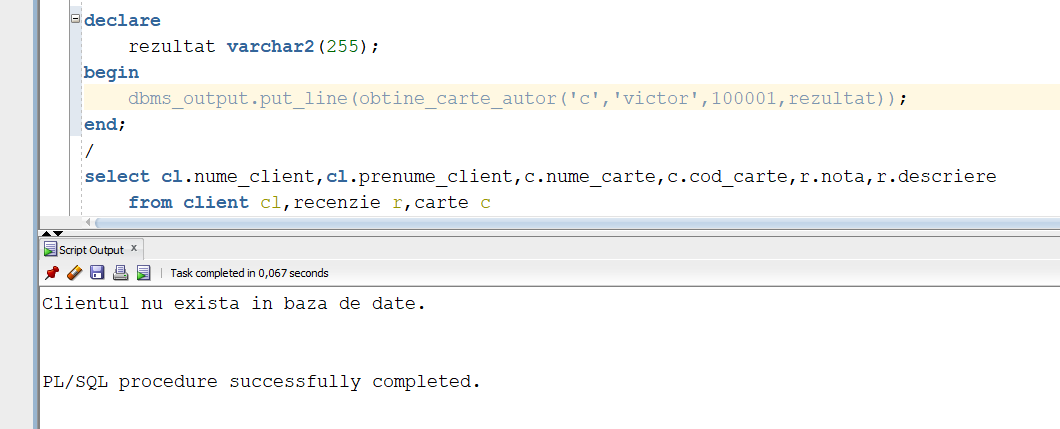 declare
rezultat varchar2(255);
begin
dbms_output.put_line(obtine_carte_autor('c','victor',100001,rezultat));
end;
/
select cl.nume_client,cl.prenume_client,c.nume_carte,c.cod_carte,r.nota,r.descriere
from client cl,recenzie r,carte c
Script Output x
Task completed in 0,067 seconds
Clientul nu exista in baza de date.
PL/SQL procedure successfully completed.